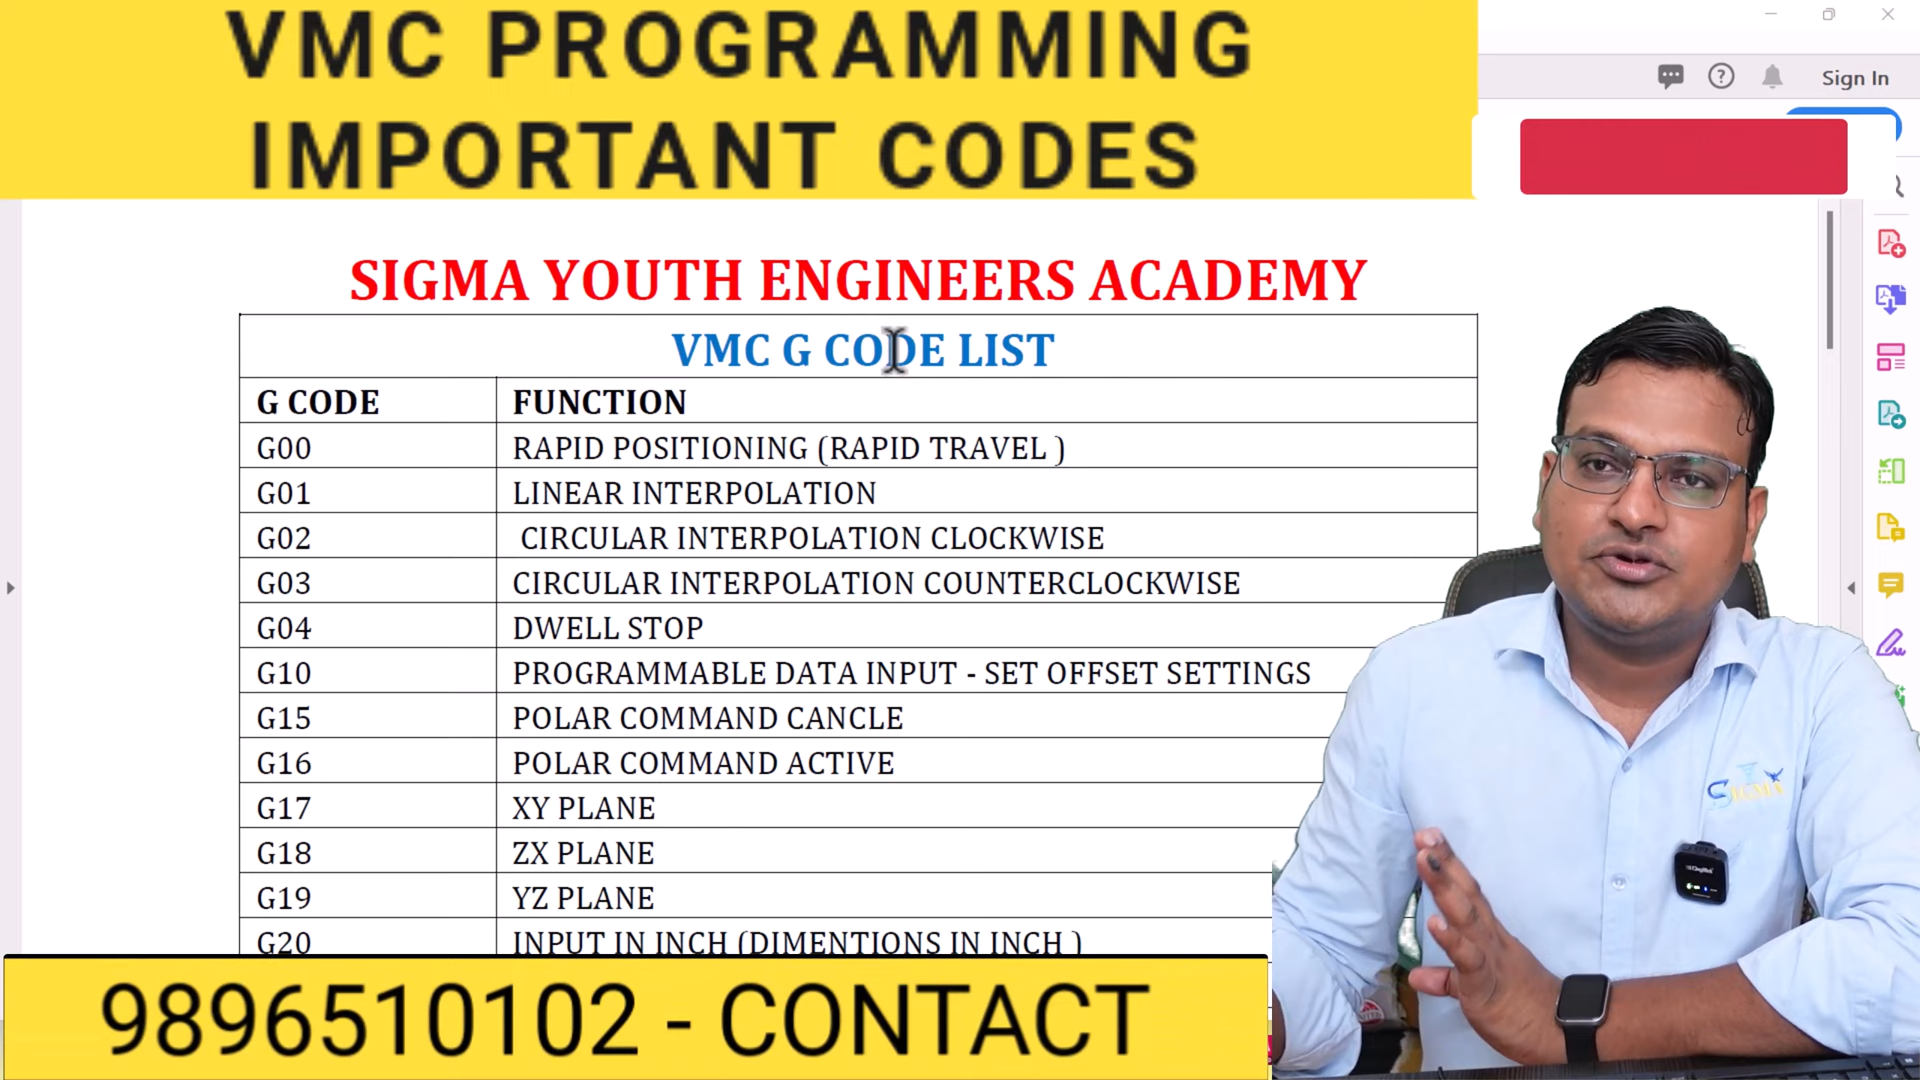 VMC PROGRAMMING
IMPORTANT CODES
Sign In
SIGMA YOUTH ENGINEERS ACADEMY
VMC G CODE LIST
G CODE FUNCTION
G00 RAPID POSITIONING (RAPID TRAVEL )
G01 LINEAR INTERPOLATION
G02 CIRCULAR INTERPOLATION CLOCKWISE
G03 CIRCULAR INTERPOLATION COUNTERCLOCKWISE
G04 DWELL STOP
G10 PROGRAMMABLE DATA INPUT - SET OFFSET SETTINGS
G15 POLAR COMMAND CANCLE
G16 POLAR COMMAND ACTIVE
G17 XY PLANE
G18 ZX PLANE
G19 YZ PLANE
G20 INPUT IN INCH (DIMENTIONS IN INCH )
SIGMA
9896510102 - CONTACT